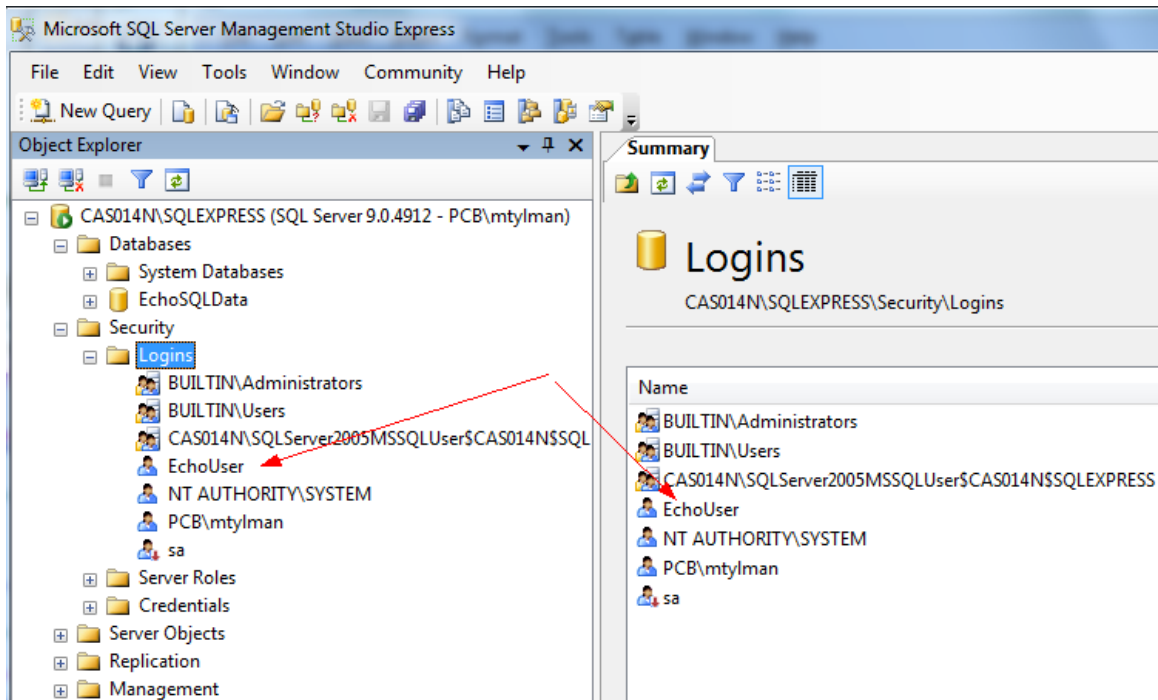 Microsoft SQL Server Management Studio Express
File Edit View Tools Window Community Help
New Query
Object Explorer
CAS014N\SQLEXPRESS (SQL Server 9.0.4912 - PCB\mtylman)
Databases
System Databases
EchoSQLData
Security
Logins
BUILTIN\Administrators
BUILTIN\Users
CAS014N\SQLServer2005MSSQLUser$CAS014N$SQL
EchoUser
NT AUTHORITY\SYSTEM
PCB\mtylman
sa
Server Roles
Credentials
Server Objects
Replication
Management
Summary
Logins
CAS014N\SQLEXPRESS\Security\Logins
Name
BUILTIN\Administrators
BUILTIN\Users
CAS014N\SQLServer2005MSSQLUser$CAS014N$SQLEXPRESS
EchoUser
NT AUTHORITY\SYSTEM
PCB\mtylman
sa